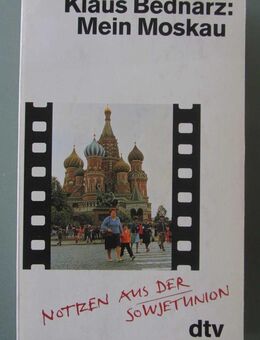 Klaus Bednarz:
Mein Moskau
NOTIZEN AUS DER
SOWJETUNION
dtv